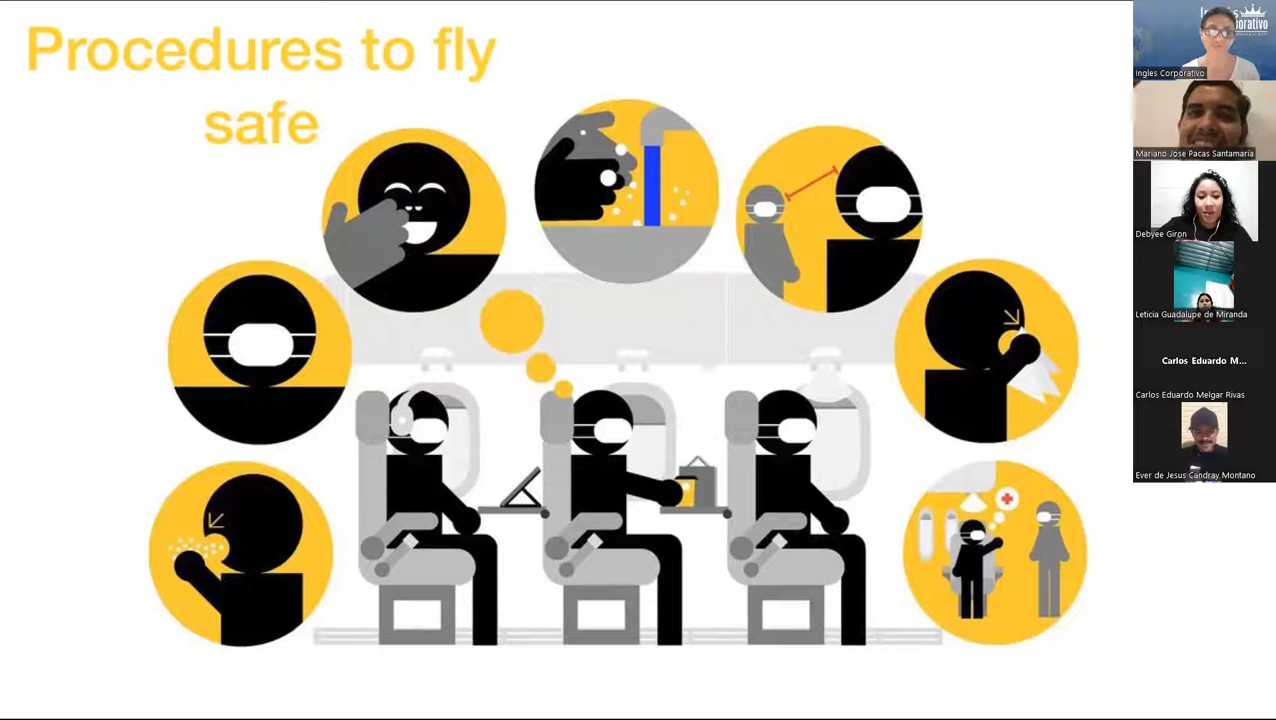 Procedures to fly
safe
Ingles Corporativo
Mariano Jose Pacas Santamaría
Debyee Giron
Leticia Guadalupe de Miranda
Carlos Eduardo M...
Carlos Eduardo Melgar Rivas
Ever de Jesus Candray Montano